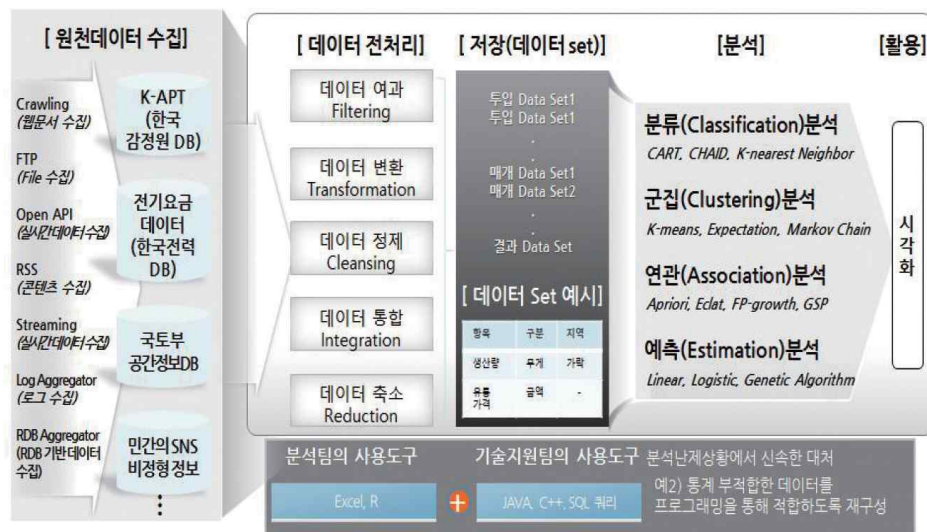 [ 원천데이터 수집]
Crawling
(웹문서 수집)
FTP
(File 수집)
Open API
(실시간데이터수집)
RSS
(콘텐츠 수집)
Streaming
(실시간데이터수집)
Log Aggregator
(로그 수집)
RDB Aggregator
(RDB 기반 데이터
수집)
K-APT
(한국
감정원 DB)
전기요금
데이터
(한국전력
DB)
국토부
공간정보DB
민간의 SNS
비정형 정보
[ 데이터 전처리]
데이터 여과
Filtering
데이터 변환
Transformation
데이터 정제
Cleansing
데이터 통합
Integration
데이터 축소
Reduction
[ 저장(데이터 set)]
투입 Data Set1
투입 Data Set1
.
.
매개 Data Set1
매개 Data Set2
.
.
결과 Data Set
[ 데이터 Set 예시]
항목 구분 지역
생산량 무게 가락
유통
가격 금액 -
[분석]
분류(Classification)분석
CART, CHAID, K-nearest Neighbor
군집(Clustering)분석
K-means, Expectation, Markov Chain
연관(Association)분석
Apriori, Eclat, FP-growth, GSP
예측(Estimation)분석
Linear, Logistic, Genetic Algorithm
[활용]
시
각
화
분석팀의 사용도구
Excel, R
+
기술지원팀의 사용도구
JAVA, C++, SQL 쿼리
분석난제상황에서 신속한 대처
예2) 통계 부적합한 데이터를
프로그래밍을 통해 적합하도록 재구성